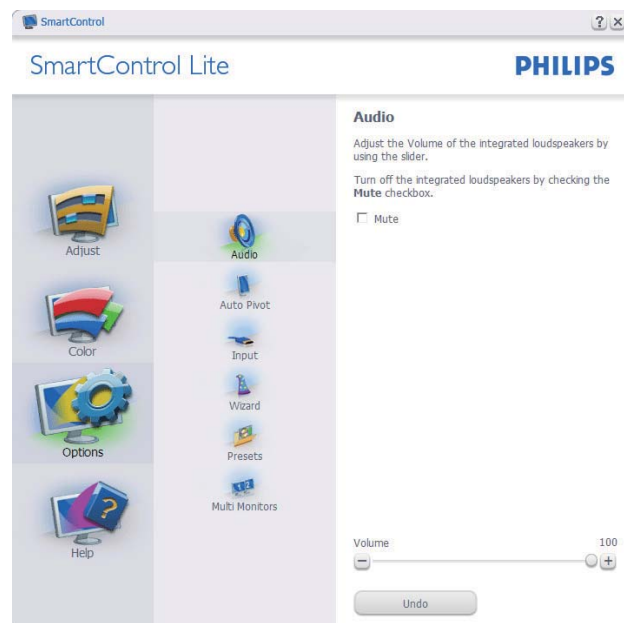 SmartControl
SmartControl Lite
PHILIPS
Adjust
Color
Options
Help
Audio
Auto Pivot
Input
Wizard
Presets
Multi Monitors
Audio
Adjust the Volume of the integrated loudspeakers by
using the slider.
Turn off the integrated loudspeakers by checking the
Mute checkbox.
Mute
Volume 100
Undo